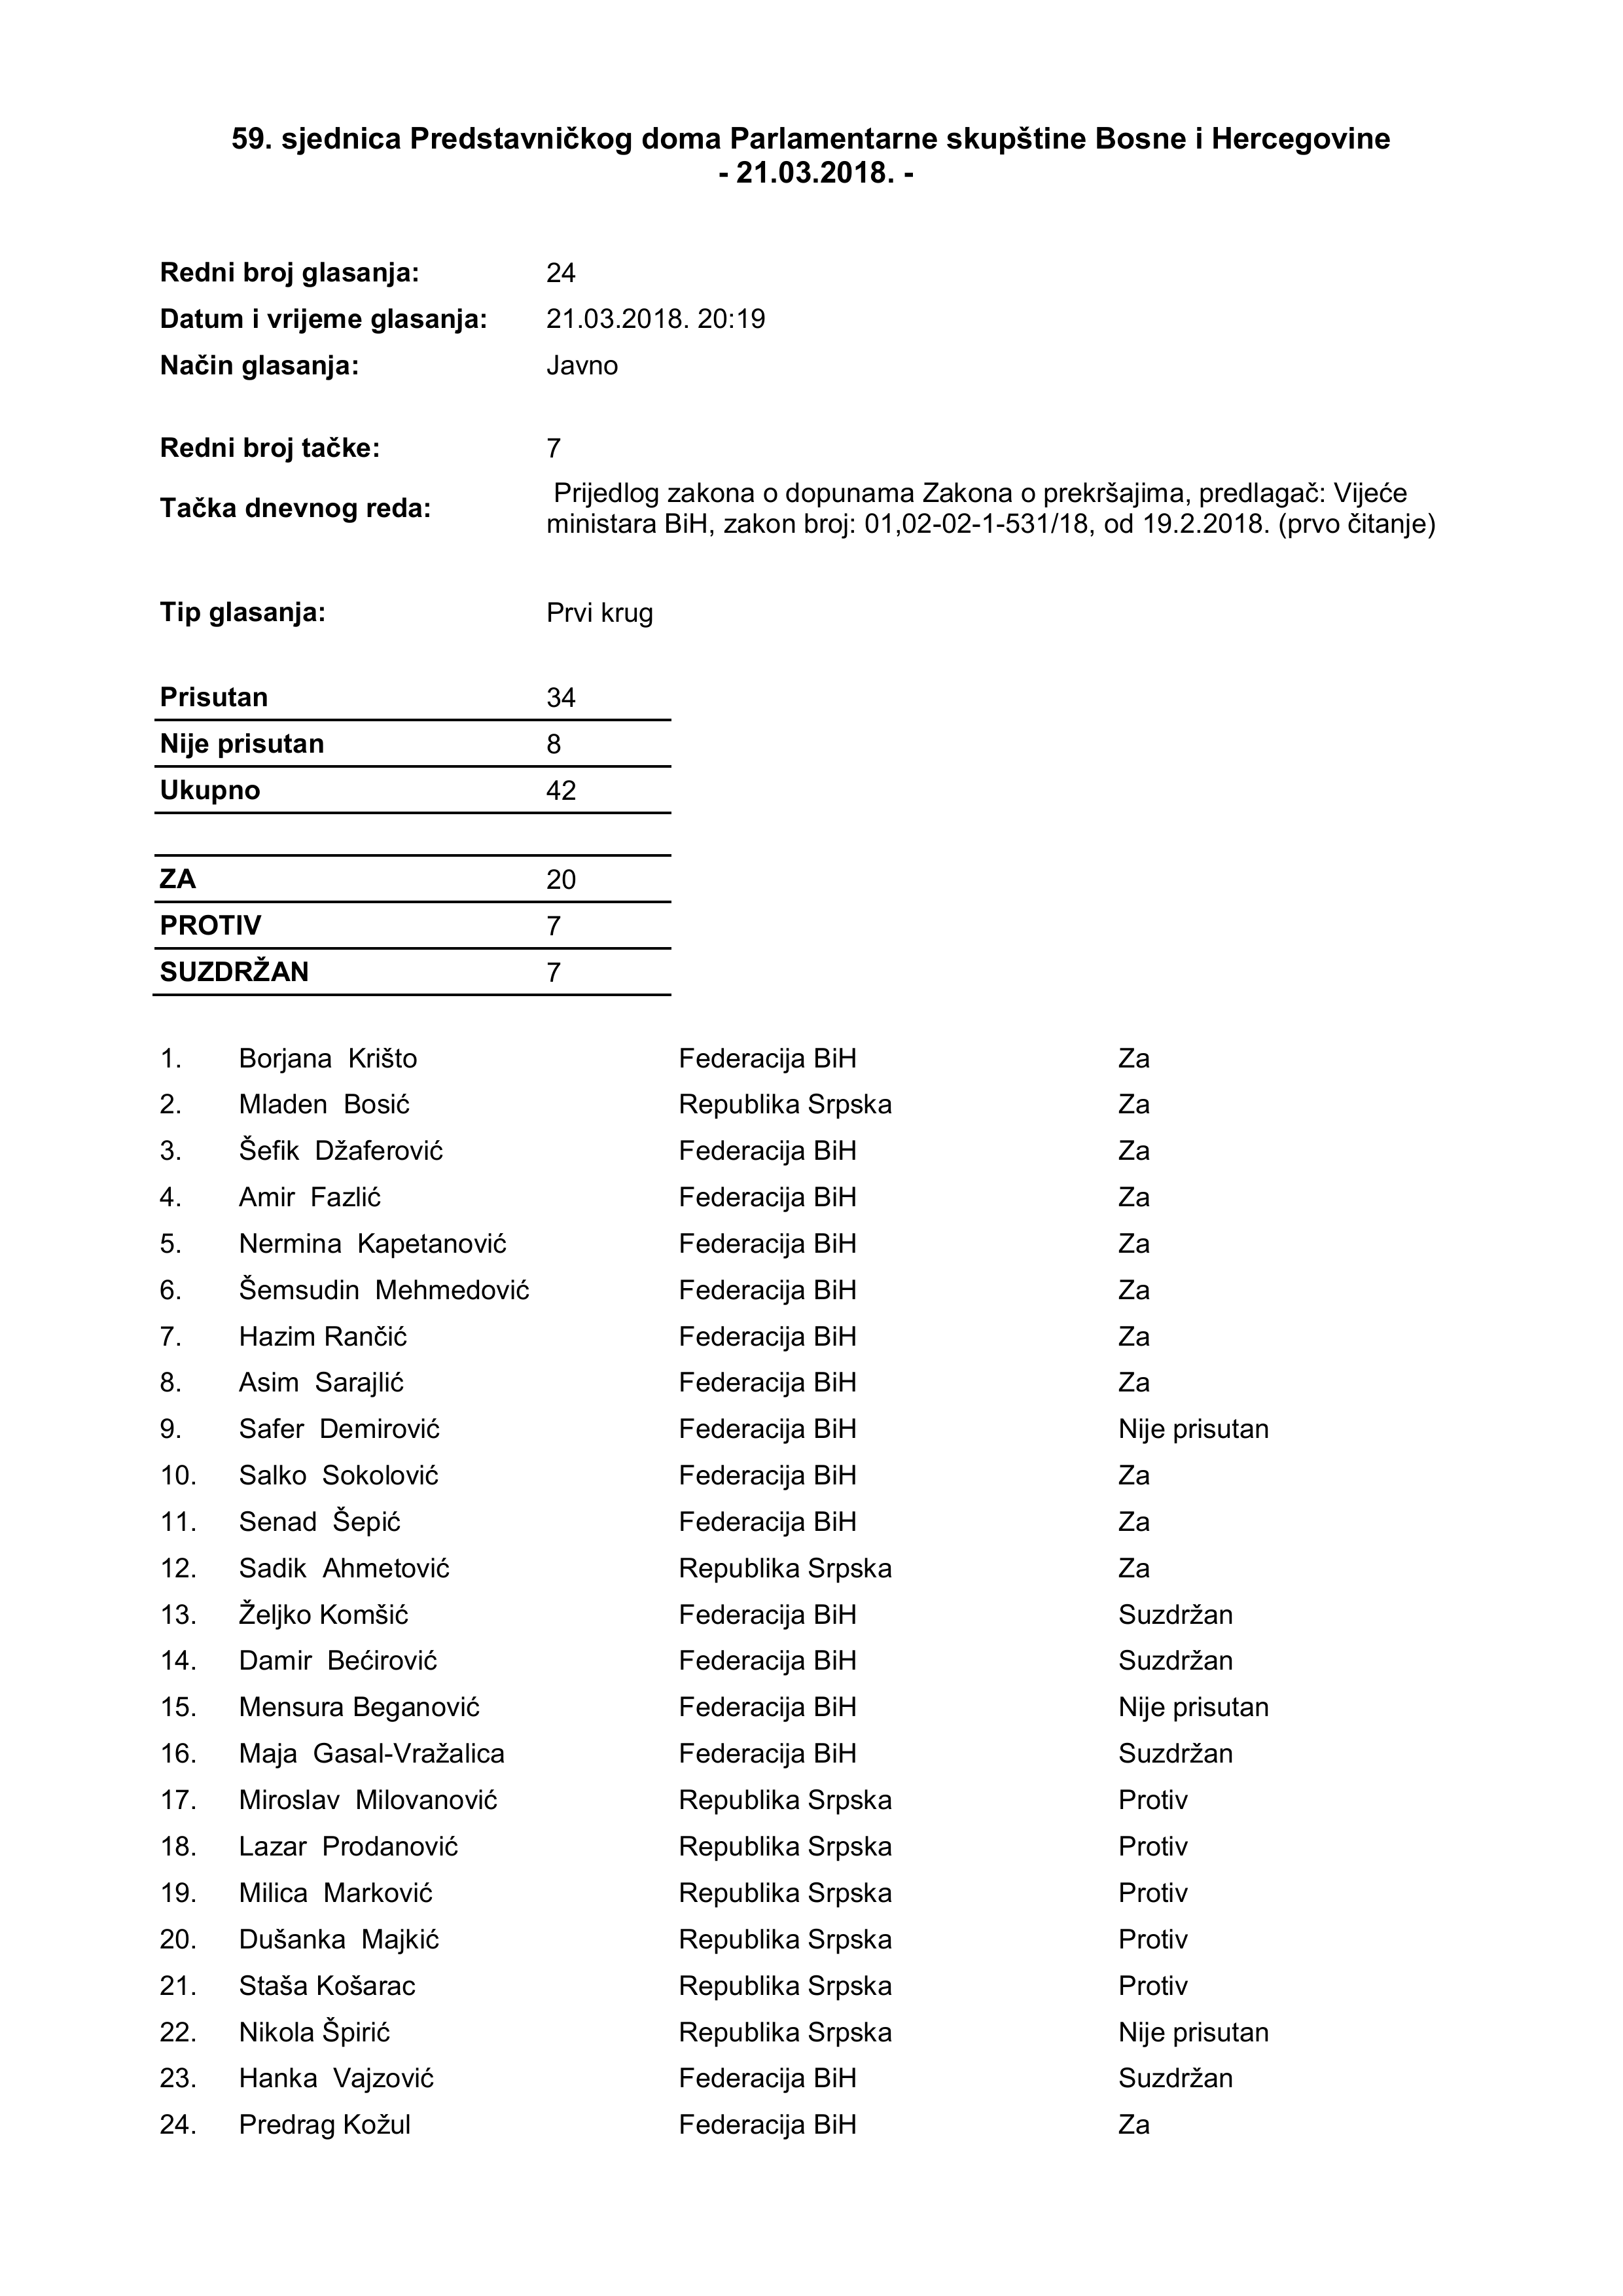 59. sjednica Predstavničkog doma Parlamentarne skupštine Bosne i Hercegovine
- 21.03.2018. -
Redni broj glasanja: 24
Datum i vrijeme glasanja: 21.03.2018. 20:19
Način glasanja: Javno
Redni broj tačke: 7
Tačka dnevnog reda: Prijedlog zakona o dopunama Zakona o prekršajima, predlagač: Vijeće
ministara BiH, zakon broj: 01,02-02-1-531/18, od 19.2.2018. (prvo čitanje)
Tip glasanja: Prvi krug
Prisutan 34
Nije prisutan 8
Ukupno 42
ZA 20
PROTIV 7
SUZDRŽAN 7
1. Borjana Krišto Federacija BiH Za
2. Mladen Bosić Republika Srpska Za
3. Šefik Džaferović Federacija BiH Za
4. Amir Fazlić Federacija BiH Za
5. Nermina Kapetanović Federacija BiH Za
6. Šemsudin Mehmedović Federacija BiH Za
7. Hazim Rančić Federacija BiH Za
8. Asim Sarajlić Federacija BiH Za
9. Safer Demirović Federacija BiH Nije prisutan
10. Salko Sokolović Federacija BiH Za
11. Senad Šepić Federacija BiH Za
12. Sadik Ahmetović Republika Srpska Za
13. Željko Komšić Federacija BiH Suzdržan
14. Damir Bećirović Federacija BiH Suzdržan
15. Mensura Beganović Federacija BiH Nije prisutan
16. Maja Gasal-Vražalica Federacija BiH Suzdržan
17. Miroslav Milovanović Republika Srpska Protiv
18. Lazar Prodanović Republika Srpska Protiv
19. Milica Marković Republika Srpska Protiv
20. Dušanka Majkić Republika Srpska Protiv
21. Staša Košarac Republika Srpska Protiv
22. Nikola Špirić Republika Srpska Nije prisutan
23. Hanka Vajzović Federacija BiH Suzdržan
24. Predrag Kožul Federacija BiH Za